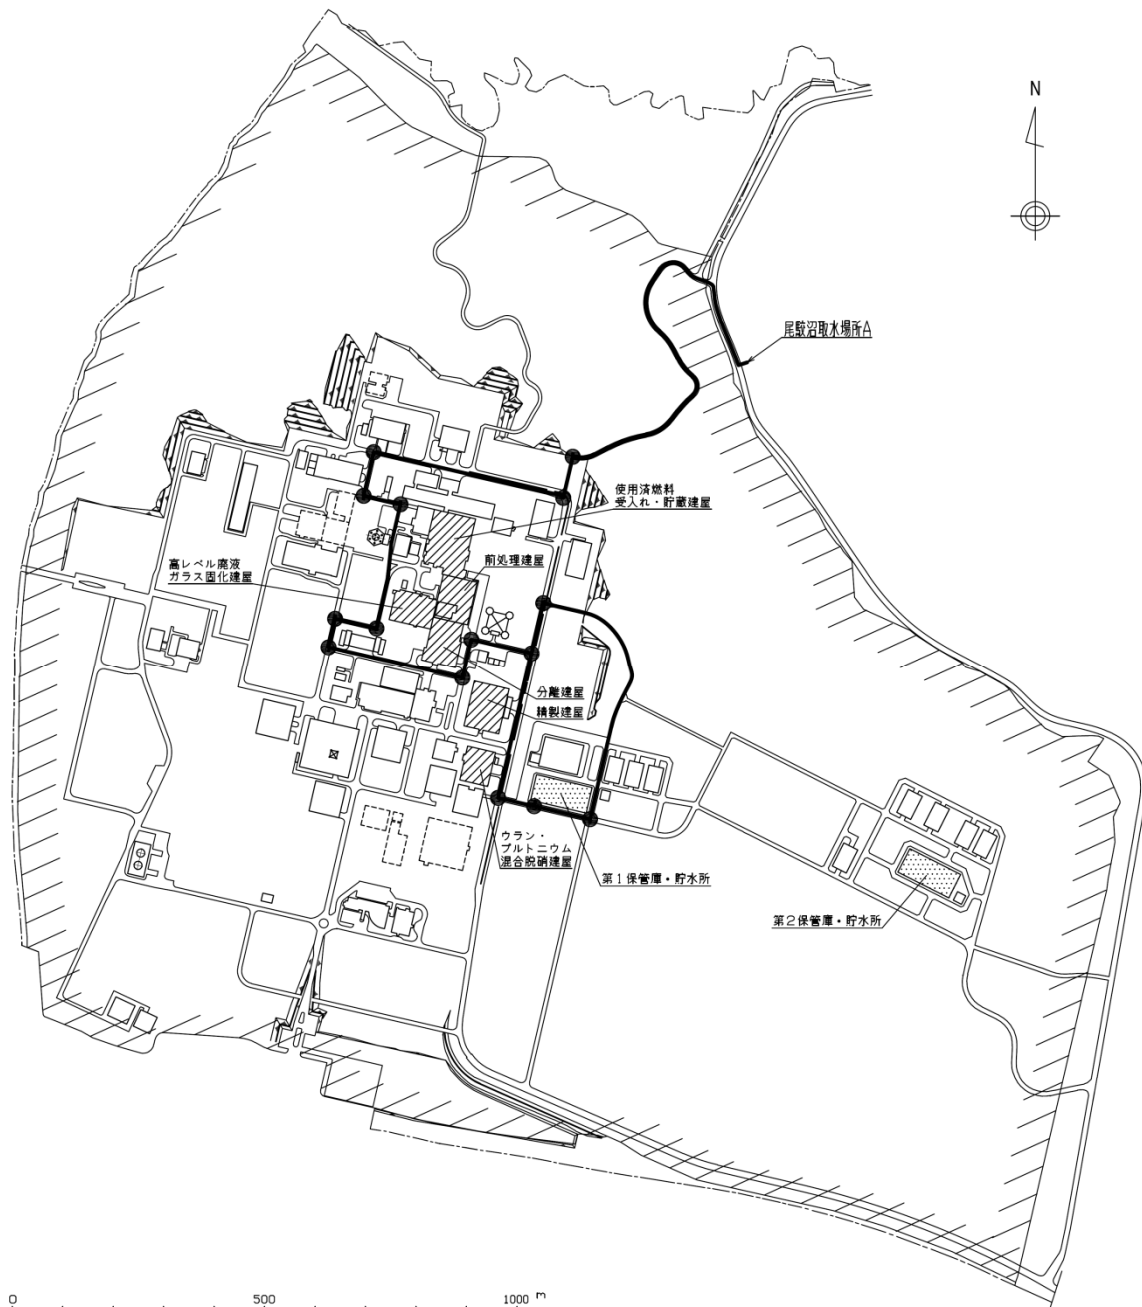 N
尾駮沼取水場所A
使用済燃料
受入れ・貯蔵建屋
前処理建屋
高レベル廃液
ガラス固化建屋
分離建屋
精製建屋
ウラン・
プルトニウム
混合脱硝建屋
第1保管庫・貯水所
第2保管庫・貯水所
0 500 1000 m